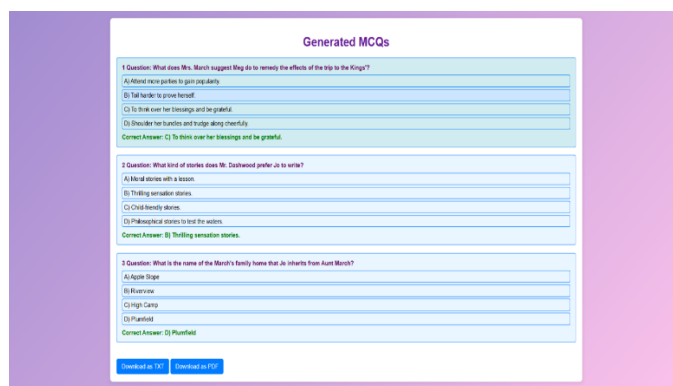 Generated MCQs
1 Question: What does Mrs. March suggest Meg do to remedy the effects of the trip to the Kings'?
A) Attend more parties to gain popularity.
B) Toil harder to prove herself.
C) To think over her blessings and be grateful.
D) Shoulder her bundles and trudge along cheerfully.
Correct Answer: C) To think over her blessings and be grateful.
2 Question: What kind of stories does Mr. Dashwood prefer Jo to write?
A) Moral stories with a lesson.
B) Thrilling sensation stories.
C) Child-friendly stories.
D) Philosophical stories to test the waters.
Correct Answer: B) Thrilling sensation stories.
3 Question: What is the name of the March's family home that Jo inherits from Aunt March?
A) Apple Slope
B) Riverview
C) High Camp
D) Plumfield
Correct Answer: D) Plumfield
Download as TXT Download as PDF